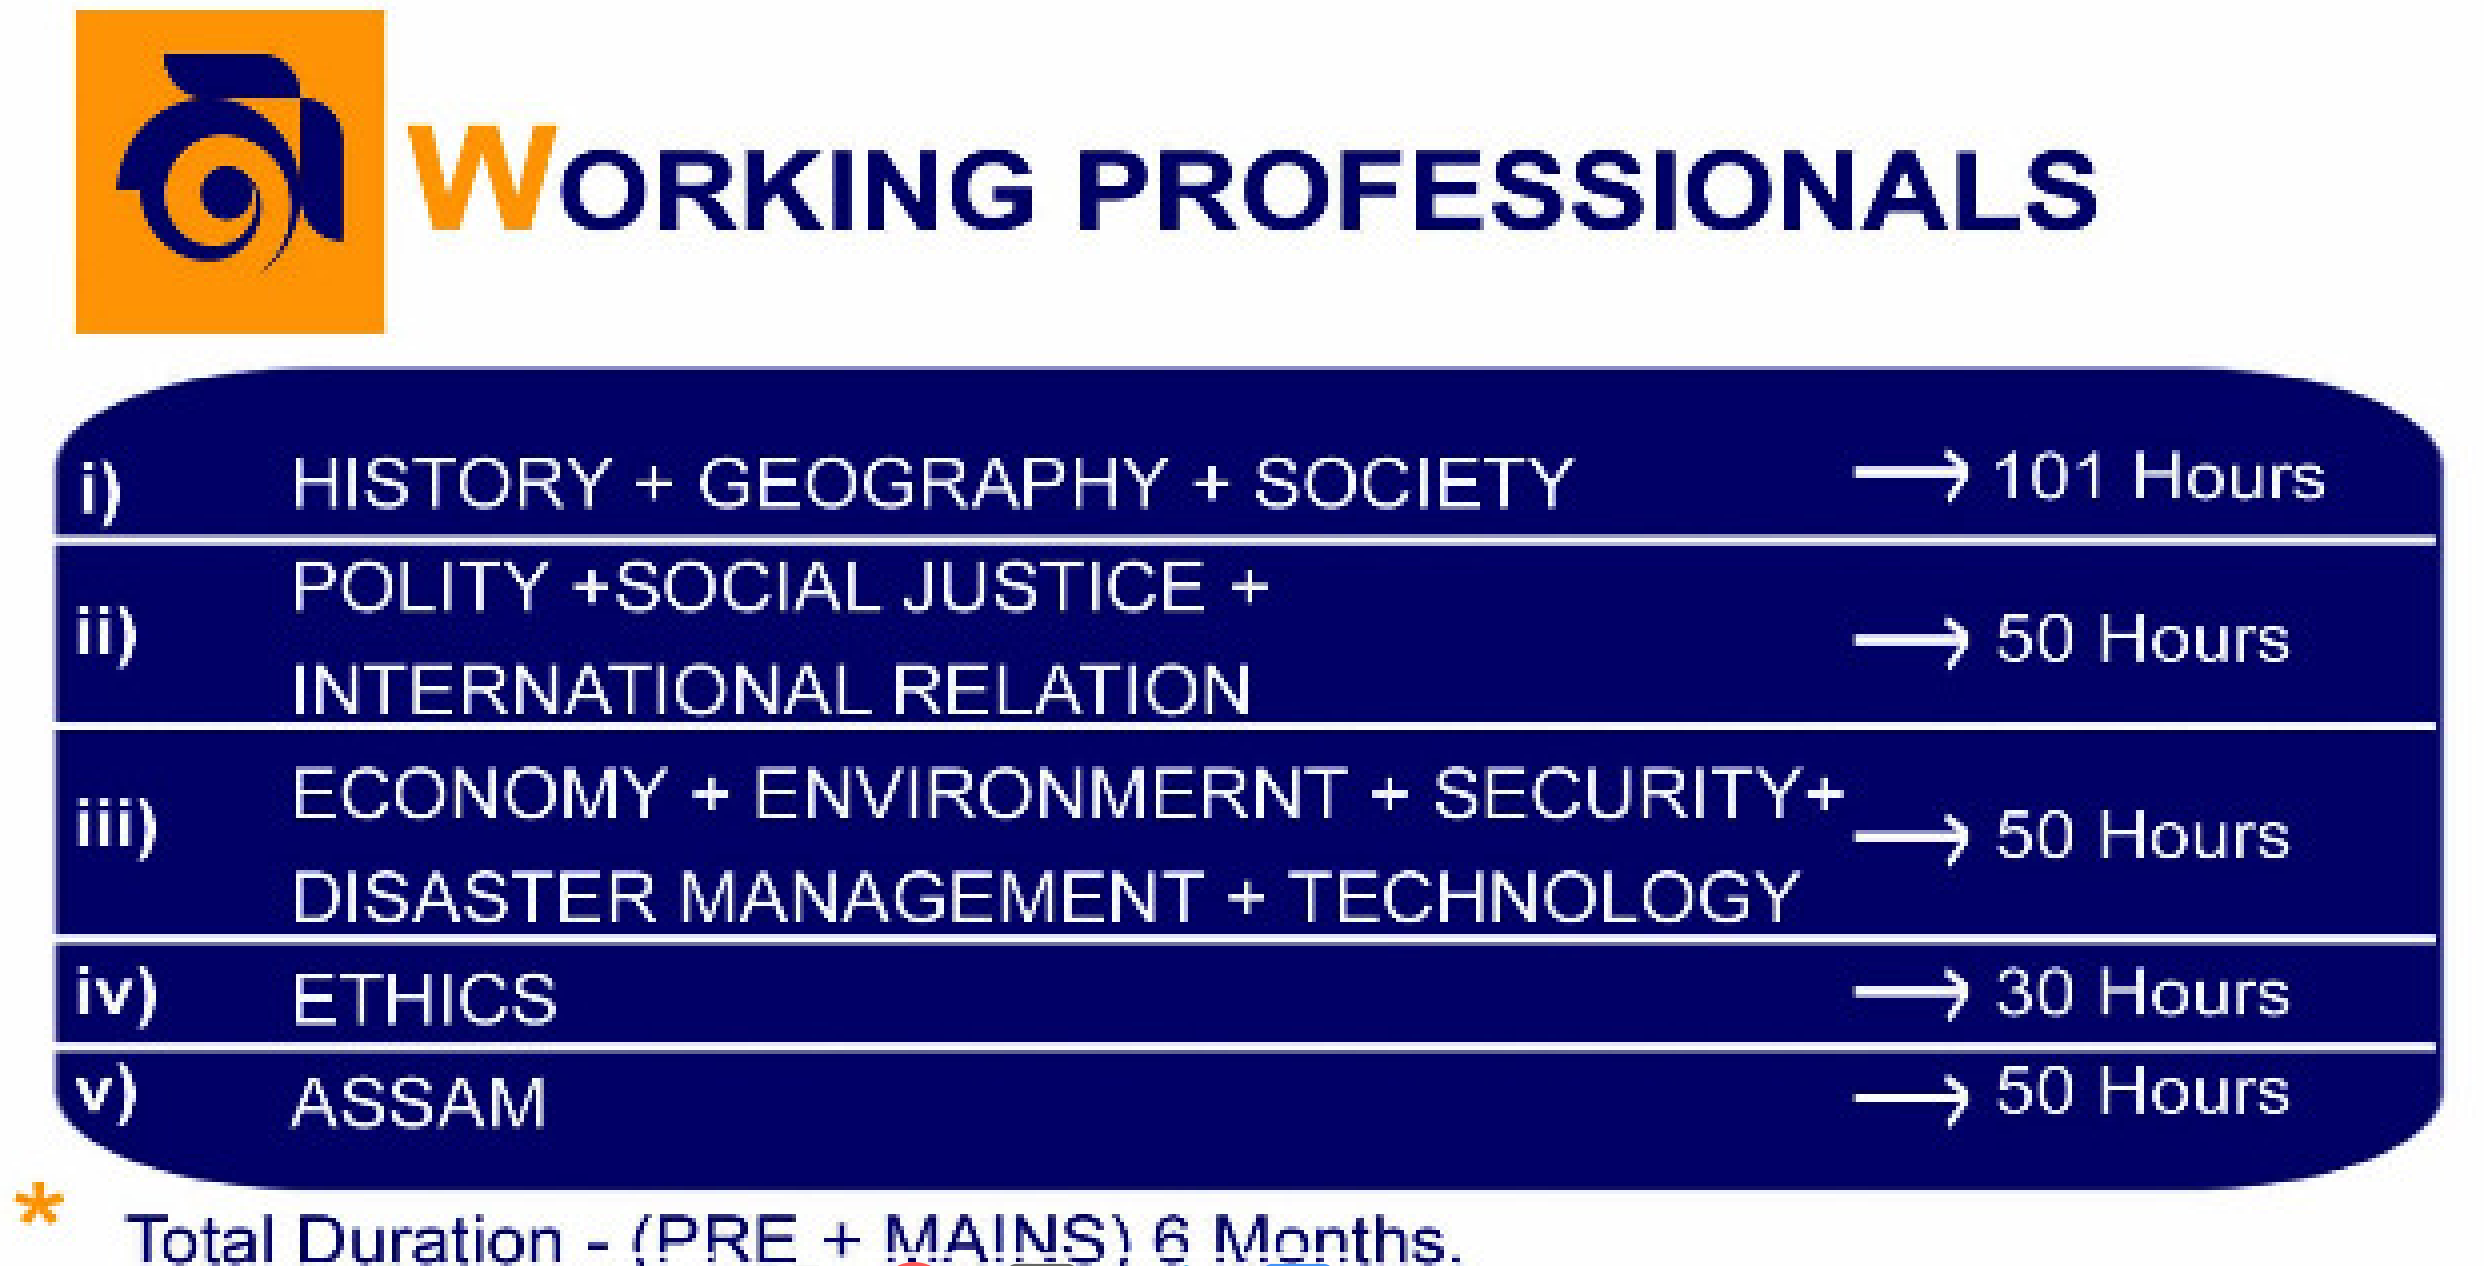 WORKING PROFESSIONALS
i) HISTORY + GEOGRAPHY + SOCIETY → 101 Hours
ii) POLITY +SOCIAL JUSTICE +
INTERNATIONAL RELATION → 50 Hours
iii) ECONOMY + ENVIRONMERNT + SECURITY+
DISASTER MANAGEMENT + TECHNOLOGY → 50 Hours
iv) ETHICS → 30 Hours
v) ASSAM → 50 Hours
* Total Duration - (PRE + MAINS) 6 Months.